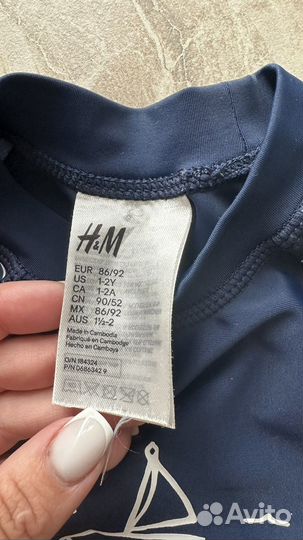 H&M
EUR 86/92
US 1-2Y
CA 1-2A
CN 90/52
MX 86/92
AUS 1½-2
Made in Cambodia
Fabriqué en Cambodge
Hecho en Camboya
O/N 184324
P/N 0686342 9
Avito